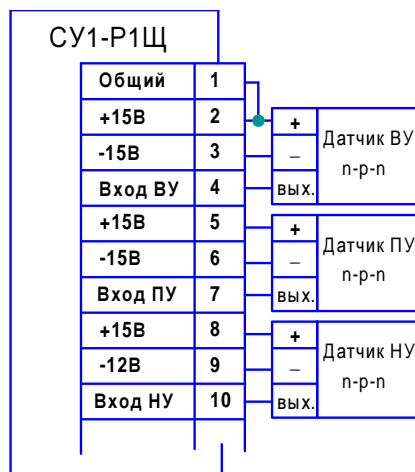 СУ1-Р1Щ
Общий 1
+15В 2 +
-15В 3 – Датчик ВУ
n-p-n
Вход ВУ 4 вых.
+15В 5 +
-15В 6 – Датчик ПУ
n-p-n
Вход ПУ 7 вых.
+15В 8 +
-12В 9 – Датчик НУ
n-p-n
Вход НУ 10 вых.